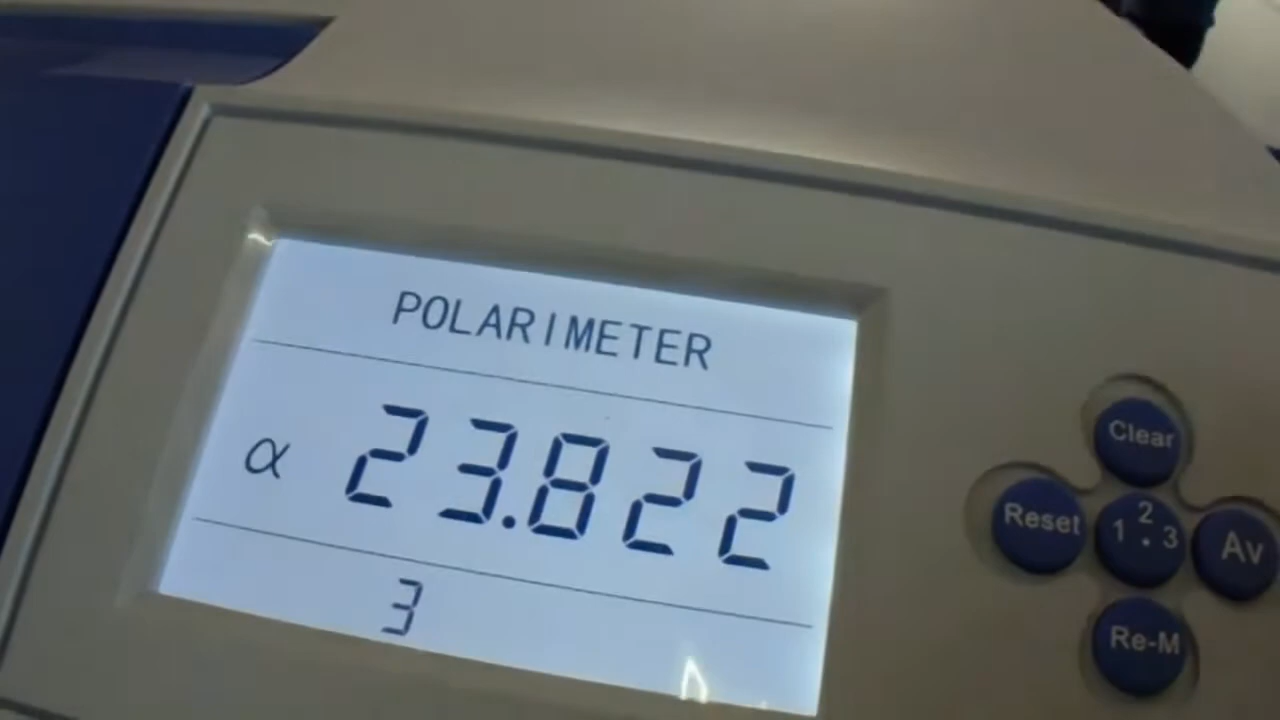 POLARIMETER
α 23.822
3
Clear
Reset
1 2 3
Av
Re-M